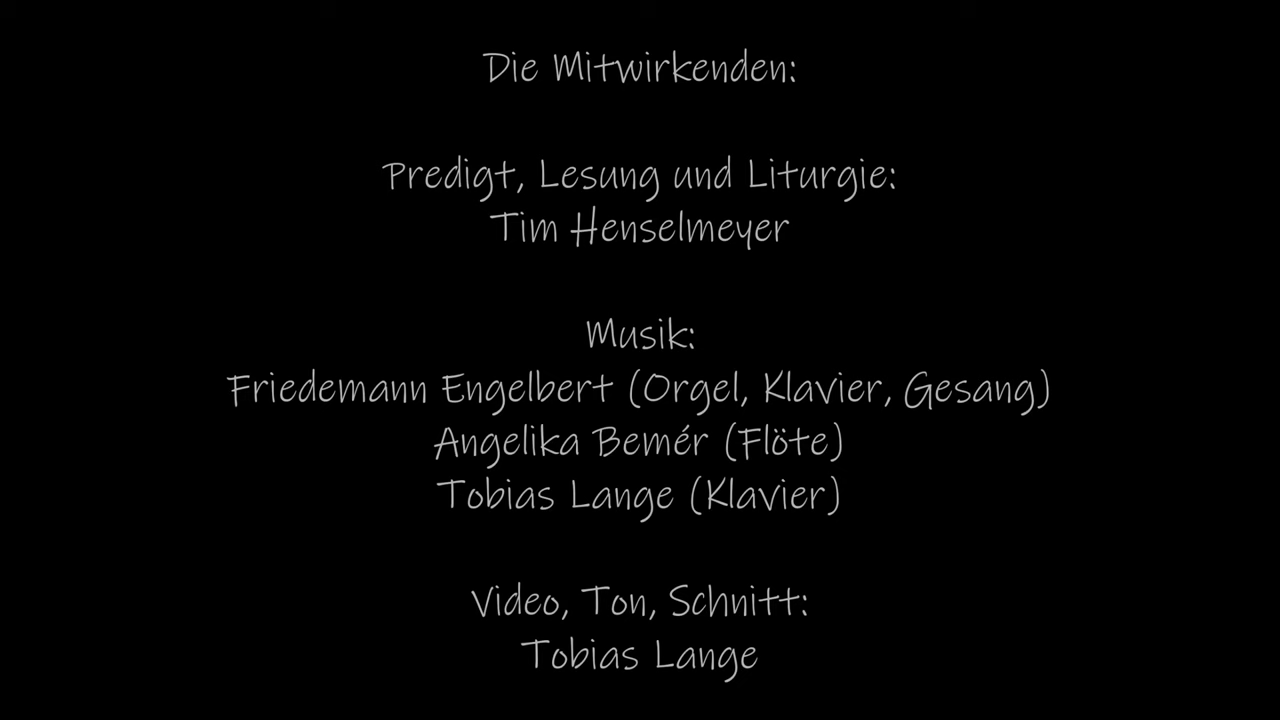 Die Mitwirkenden:
Predigt, Lesung und Liturgie:
Tim Henselmeyer
Musik:
Friedemann Engelbert (Orgel, Klavier, Gesang)
Angelika Bemér (Flöte)
Tobias Lange (Klavier)
Video, Ton, Schnitt:
Tobias Lange